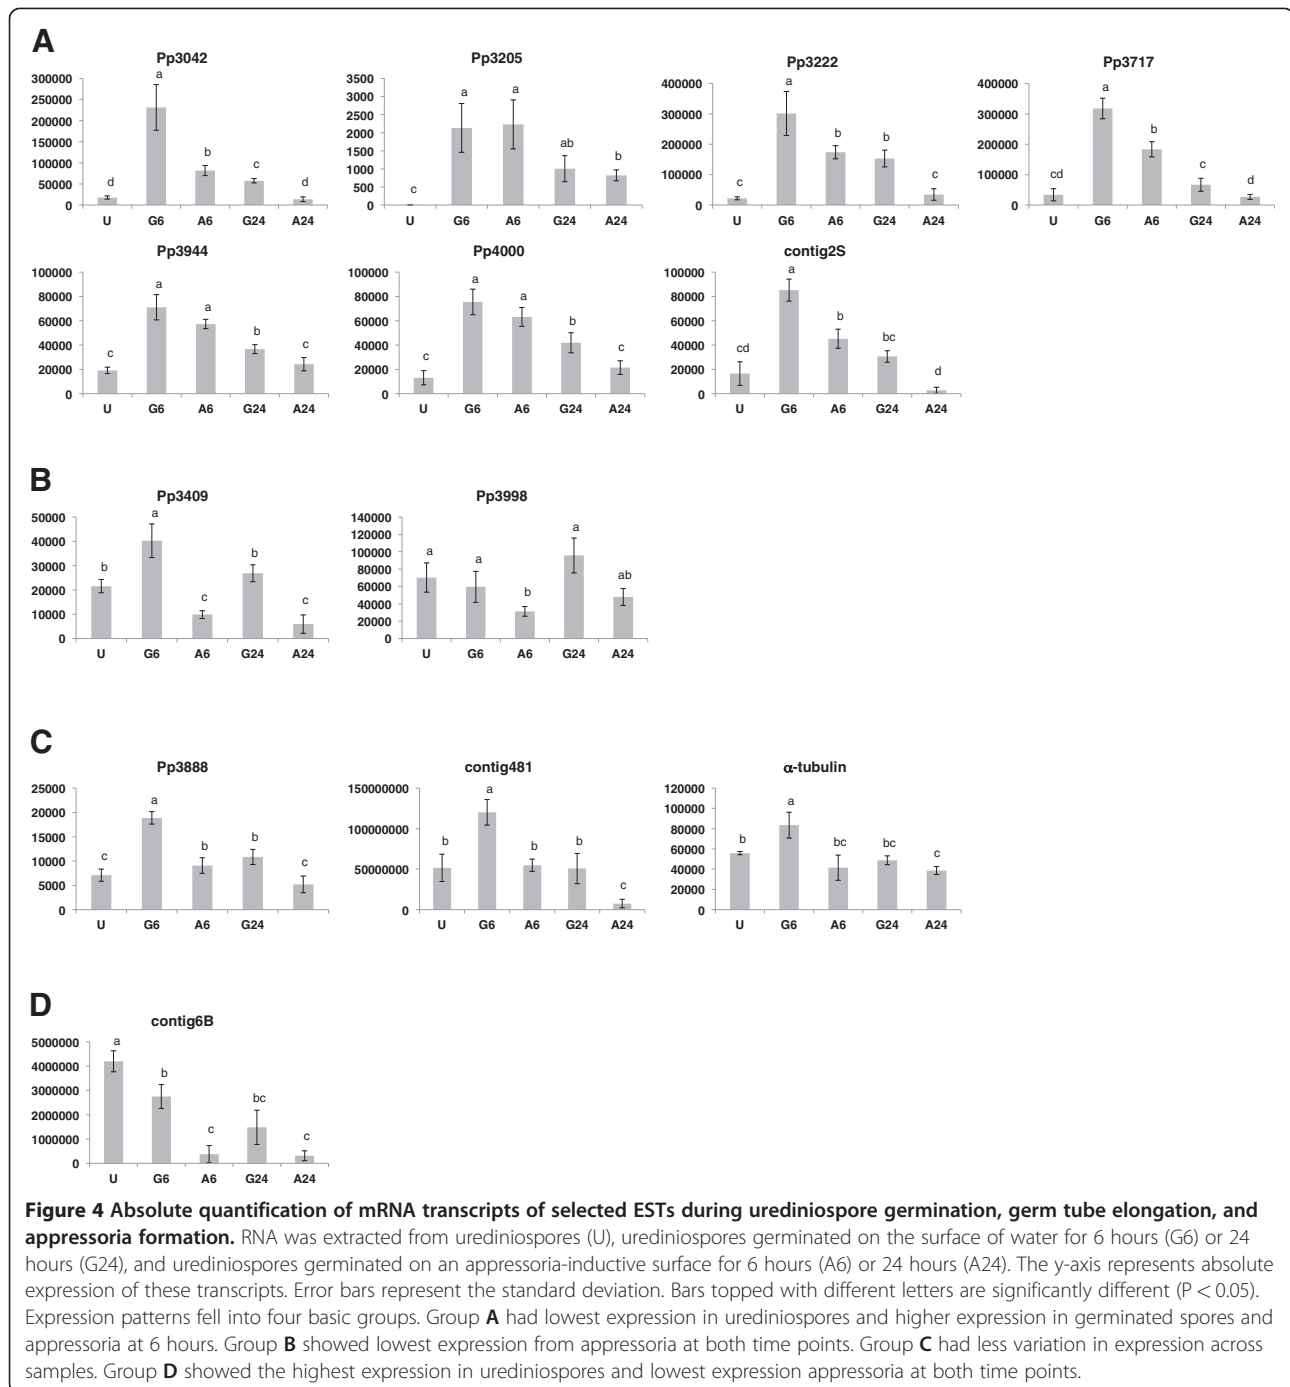 A
Pp3042
Pp3205
Pp3222
Pp3717
300000
250000
200000
150000
100000
50000
0
d
a
b
c
d
U G6 A6 G24 A24
3500
3000
2500
2000
1500
1000
500
0
c
a
a
ab
b
U G6 A6 G24 A24
400000
300000
200000
100000
0
c
a
b
b
c
U G6 A6 G24 A24
400000
300000
200000
100000
0
cd
a
b
c
d
U G6 A6 G24 A24
Pp3944
Pp4000
contig2S
100000
80000
60000
40000
20000
0
c
a
a
b
c
U G6 A6 G24 A24
100000
80000
60000
40000
20000
0
c
a
a
b
c
U G6 A6 G24 A24
100000
80000
60000
40000
20000
0
cd
a
b
bc
d
U G6 A6 G24 A24
B
Pp3409
Pp3998
50000
40000
30000
20000
10000
0
b
a
c
b
c
U G6 A6 G24 A24
140000
120000
100000
80000
60000
40000
20000
0
a
a
b
a
ab
U G6 A6 G24 A24
C
Pp3888
contig481
α-tubulin
25000
20000
15000
10000
5000
0
c
a
b
b
c
U G6 A6 G24
150000000
100000000
50000000
0
b
a
b
b
c
U G6 A6 G24 A24
120000
100000
80000
60000
40000
20000
0
b
a
bc
bc
c
U G6 A6 G24 A24
D
contig6B
5000000
4000000
3000000
2000000
1000000
0
a
b
c
bc
c
U G6 A6 G24 A24
Figure 4 Absolute quantification of mRNA transcripts of selected ESTs during urediniospore germination, germ tube elongation, and
appressoria formation. RNA was extracted from urediniospores (U), urediniospores germinated on the surface of water for 6 hours (G6) or 24
hours (G24), and urediniospores germinated on an appressoria-inductive surface for 6 hours (A6) or 24 hours (A24). The y-axis represents absolute
expression of these transcripts. Error bars represent the standard deviation. Bars topped with different letters are significantly different (P < 0.05).
Expression patterns fell into four basic groups. Group A had lowest expression in urediniospores and higher expression in germinated spores and
appressoria at 6 hours. Group B showed lowest expression from appressoria at both time points. Group C had less variation in expression across
samples. Group D showed the highest expression in urediniospores and lowest expression appressoria at both time points.